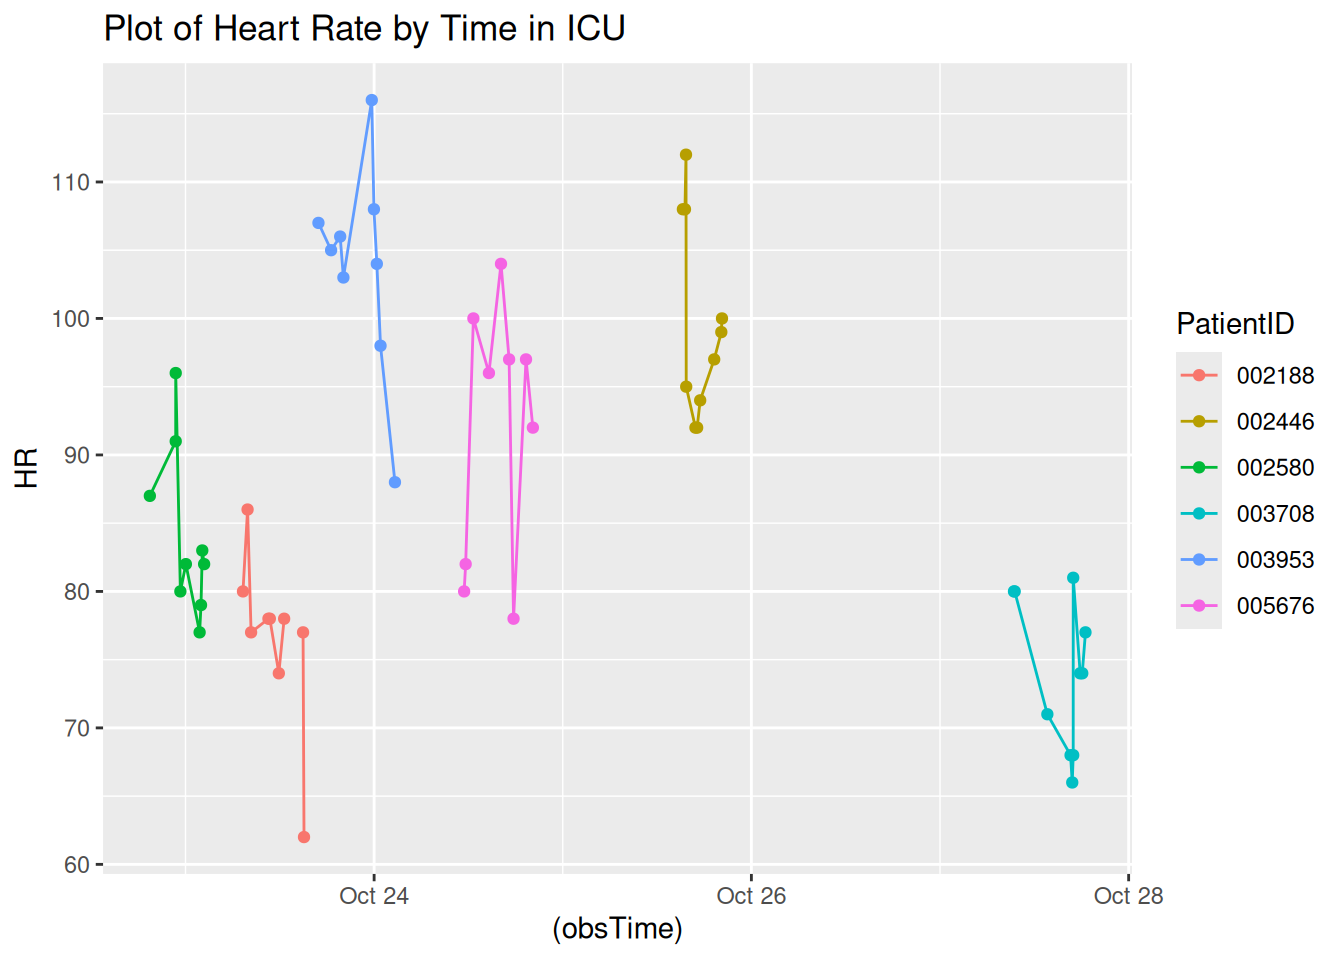 Plot of Heart Rate by Time in ICU
HR
110
100
90
80
70
60
Oct 24
Oct 26
Oct 28
(obsTime)
PatientID
002188
002446
002580
003708
003953
005676